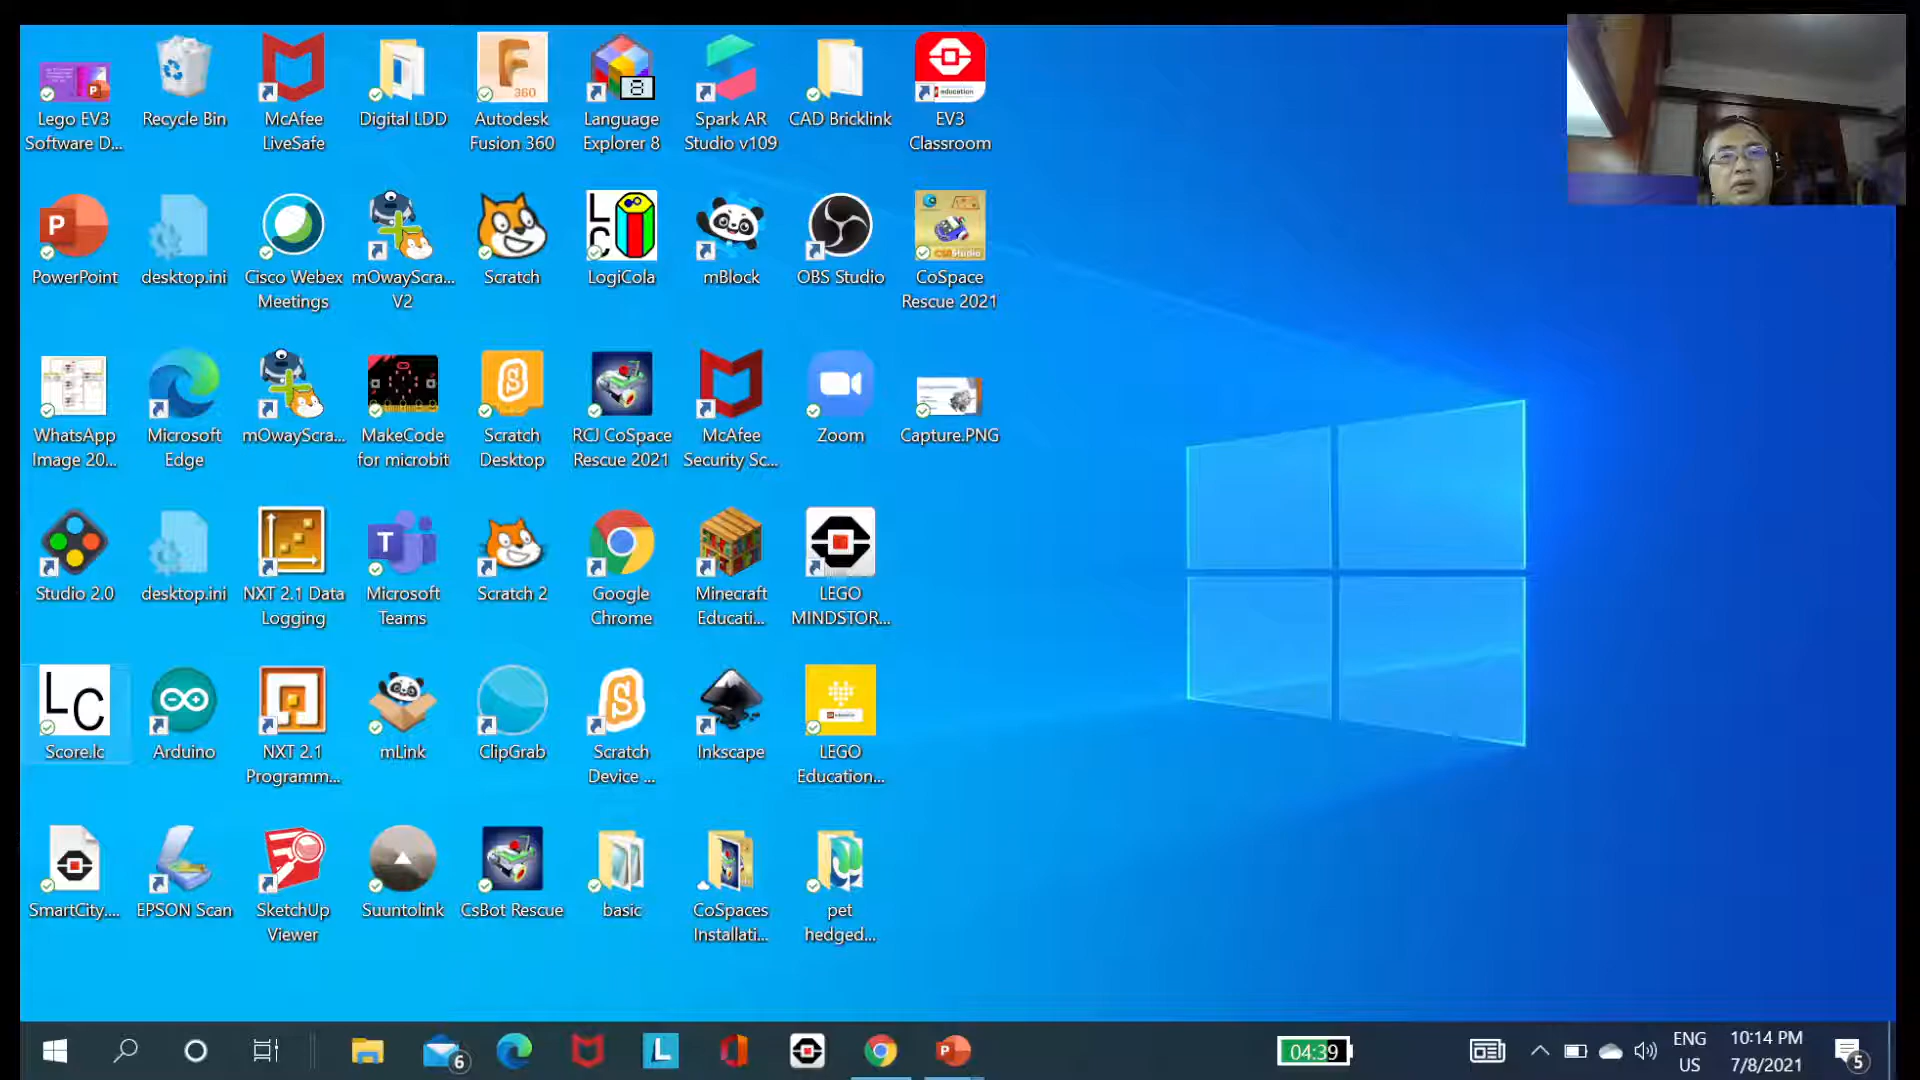 Lego EV3
Software D...
Recycle Bin
McAfee
LiveSafe
Digital LDD
360
Autodesk
Fusion 360
Language
Explorer 8
Spark AR
Studio v109
CAD Bricklink
education
EV3
Classroom
PowerPoint
desktop.ini
Cisco Webex
Meetings
mOwayScra...
V2
Scratch
LC
LogiCola
mBlock
OBS Studio
CoSpace
Rescue 2021
WhatsApp
Image 20...
Microsoft
Edge
mOwayScra...
MakeCode
for microbit
Scratch
Desktop
RCJ CoSpace
Rescue 2021
McAfee
Security Sc...
Zoom
Capture.PNG
Studio 2.0
desktop.ini
NXT 2.1 Data
Logging
Microsoft
Teams
Scratch 2
Google
Chrome
Minecraft
Educati...
LEGO
MINDSTOR...
LC
Score.lc
Arduino
NXT 2.1
Programm...
mLink
ClipGrab
Scratch
Device ...
Inkscape
LEGO
Education...
SmartCity....
EPSON Scan
SketchUp
Viewer
Suuntolink
CsBot Rescue
basic
CoSpaces
Installati...
pet
hedged...
6
L
04:39
ENG
US
10:14 PM
7/8/2021
5